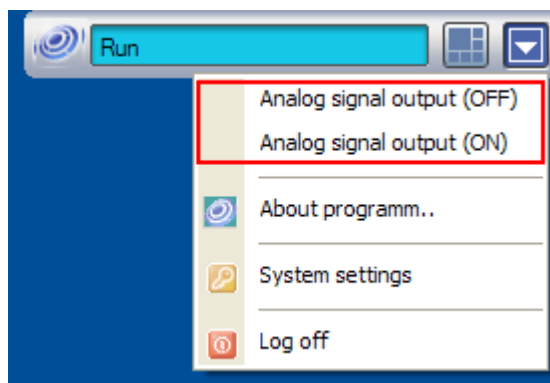 Run
Analog signal output (OFF)
Analog signal output (ON)
About programm..
System settings
Log off